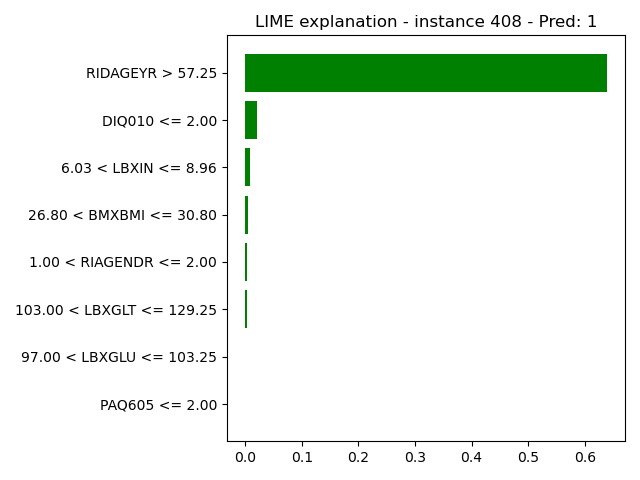 LIME explanation - instance 408 - Pred: 1
RIDAGEYR > 57.25
DIQ010 <= 2.00
6.03 < LBXIN <= 8.96
26.80 < BMXBMI <= 30.80
1.00 < RIAGENDR <= 2.00
103.00 < LBXGLT <= 129.25
97.00 < LBXGLU <= 103.25
PAQ605 <= 2.00
0.0 0.1 0.2 0.3 0.4 0.5 0.6